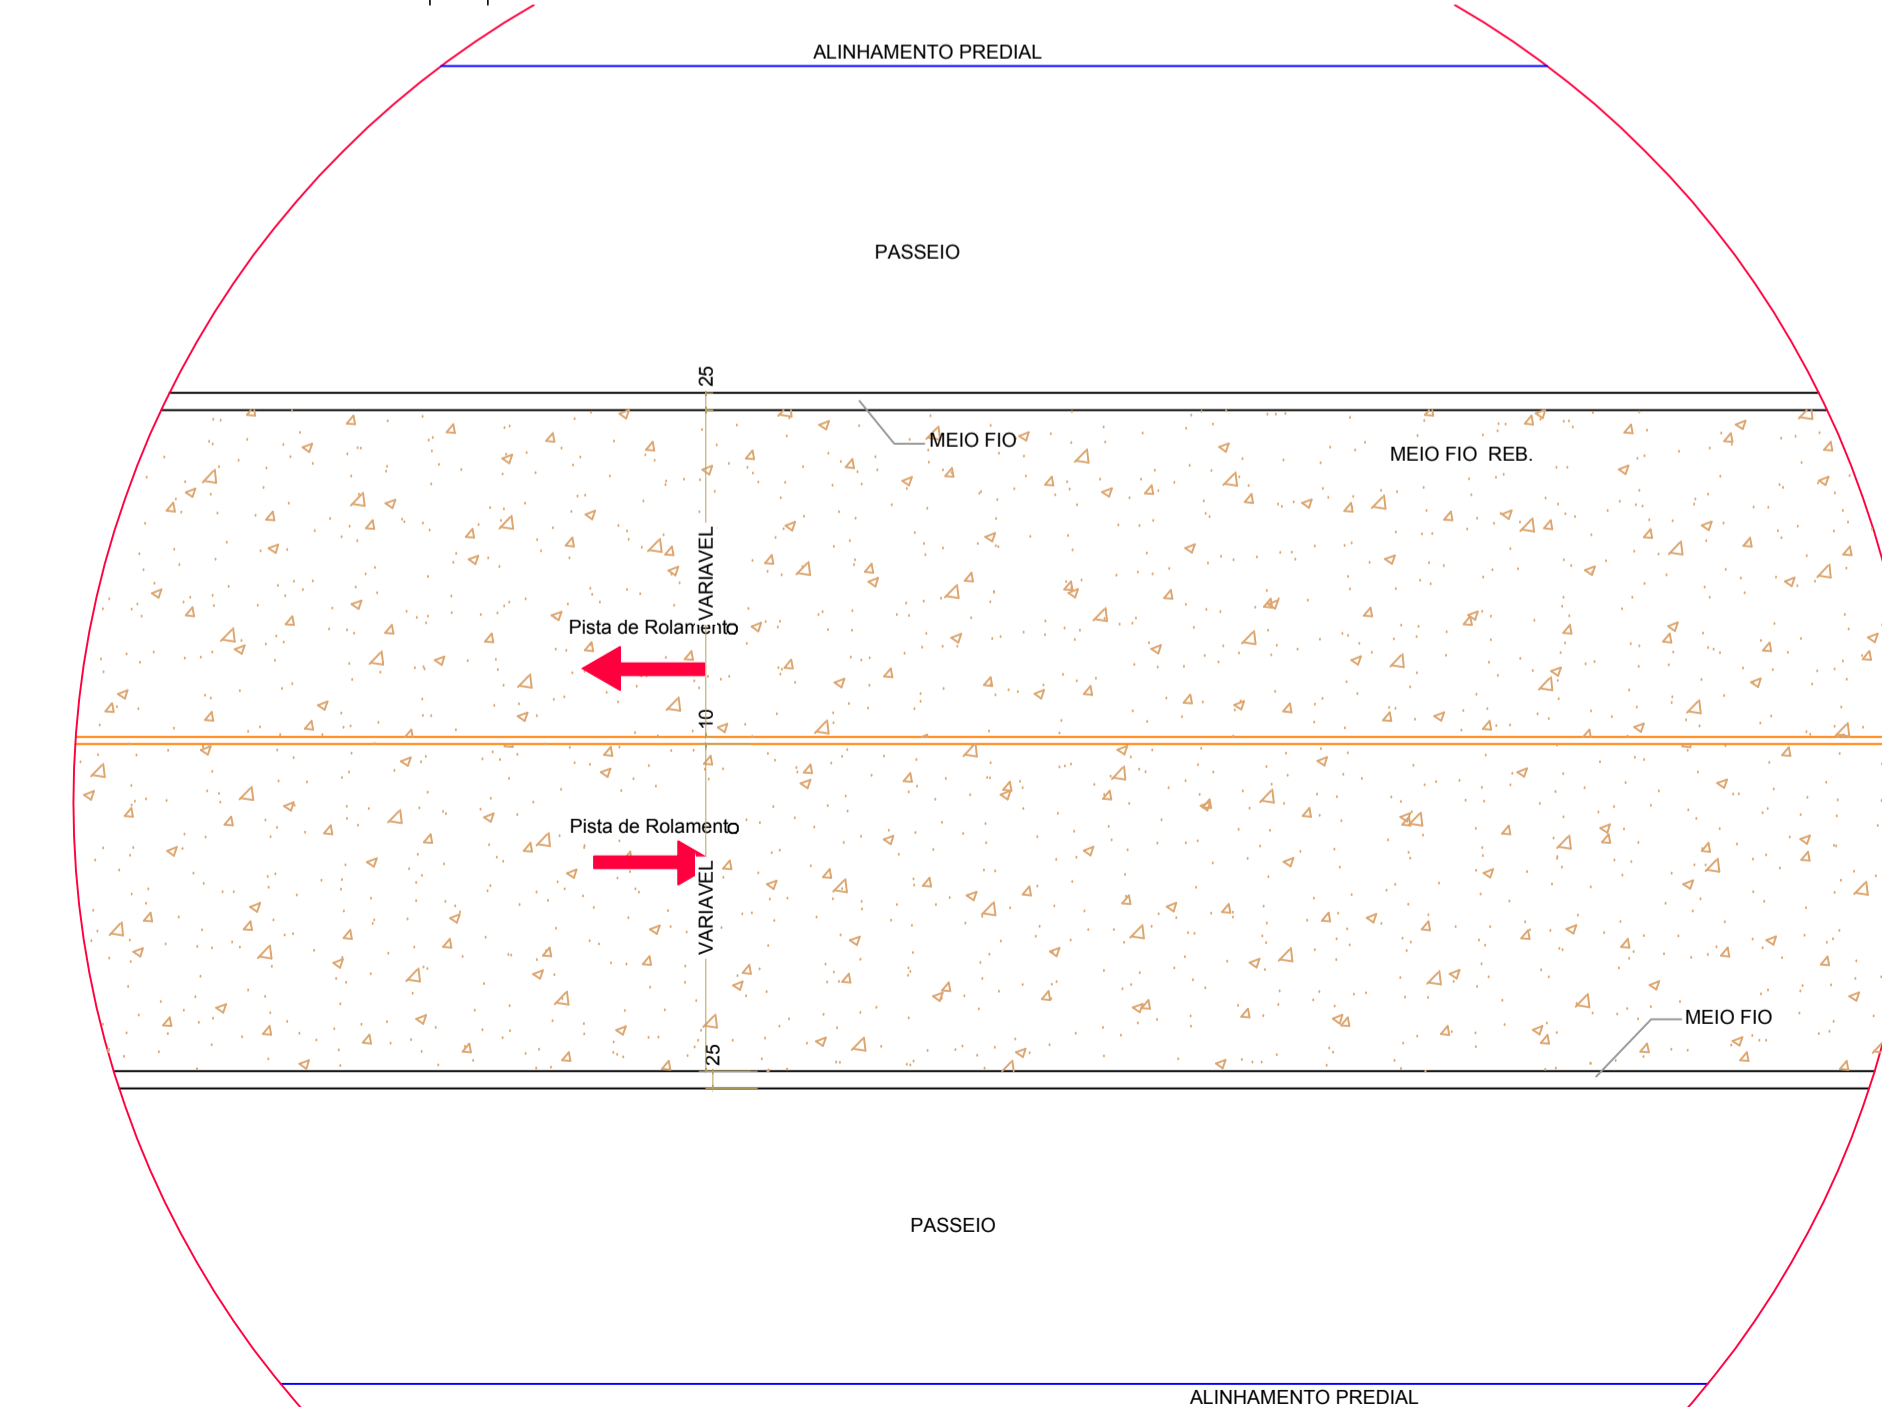 ALINHAMENTO PREDIAL
PASSEIO
25
MEIO FIO
MEIO FIO REB.
VARIAVEL
Pista de Rolamento
10
Pista de Rolamento
VARIAVEL
MEIO FIO
25
PASSEIO
ALINHAMENTO PREDIAL